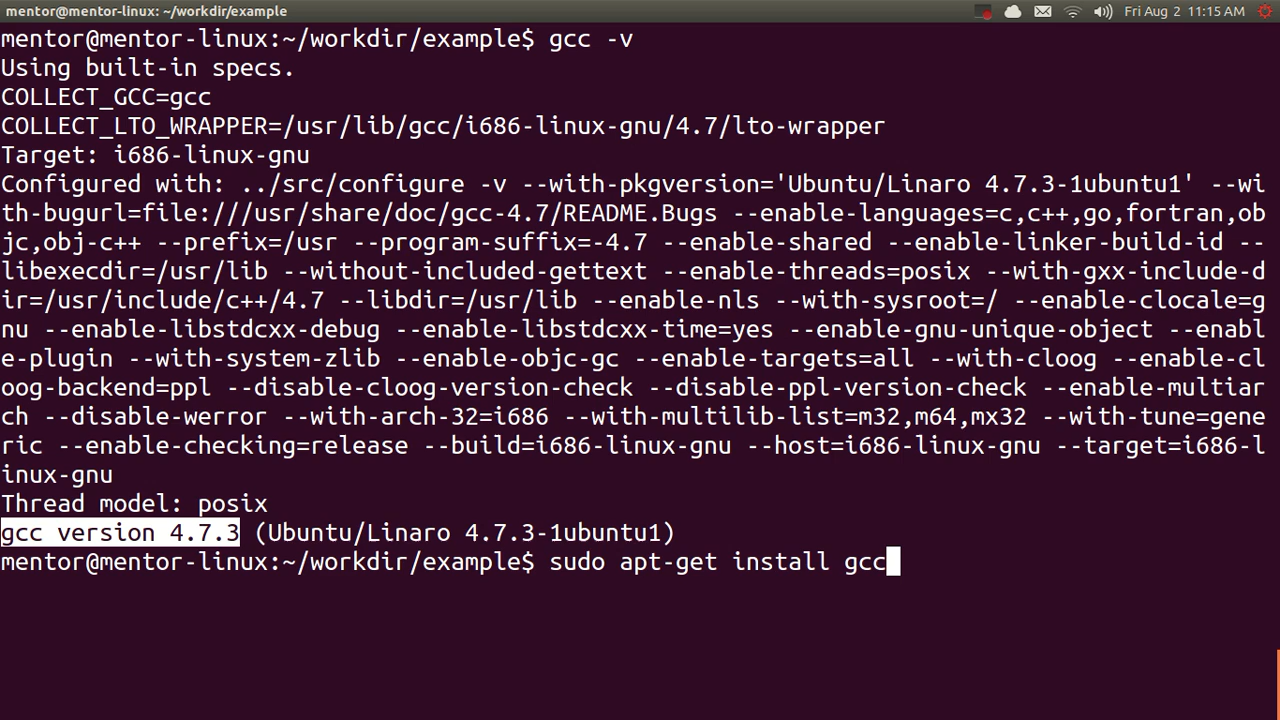 mentor@mentor-linux: ~/workdir/example
Fri Aug 2 11:15 AM
mentor@mentor-linux:~/workdir/example$ gcc -v
Using built-in specs.
COLLECT_GCC=gcc
COLLECT_LTO_WRAPPER=/usr/lib/gcc/i686-linux-gnu/4.7/lto-wrapper
Target: i686-linux-gnu
Configured with: ../src/configure -v --with-pkgversion='Ubuntu/Linaro 4.7.3-1ubuntu1' --wi
th-bugurl=file:///usr/share/doc/gcc-4.7/README.Bugs --enable-languages=c,c++,go,fortran,ob
jc,obj-c++ --prefix=/usr --program-suffix=-4.7 --enable-shared --enable-linker-build-id --
libexecdir=/usr/lib --without-included-gettext --enable-threads=posix --with-gxx-include-d
ir=/usr/include/c++/4.7 --libdir=/usr/lib --enable-nls --with-sysroot=/ --enable-clocale=g
nu --enable-libstdcxx-debug --enable-libstdcxx-time=yes --enable-gnu-unique-object --enabl
e-plugin --with-system-zlib --enable-objc-gc --enable-targets=all --with-cloog --enable-cl
oog-backend=ppl --disable-cloog-version-check --disable-ppl-version-check --enable-multiar
ch --disable-werror --with-arch-32=i686 --with-multilib-list=m32,m64,mx32 --with-tune=gene
ric --enable-checking=release --build=i686-linux-gnu --host=i686-linux-gnu --target=i686-l
inux-gnu
Thread model: posix
gcc version 4.7.3 (Ubuntu/Linaro 4.7.3-1ubuntu1)
mentor@mentor-linux:~/workdir/example$ sudo apt-get install gcc